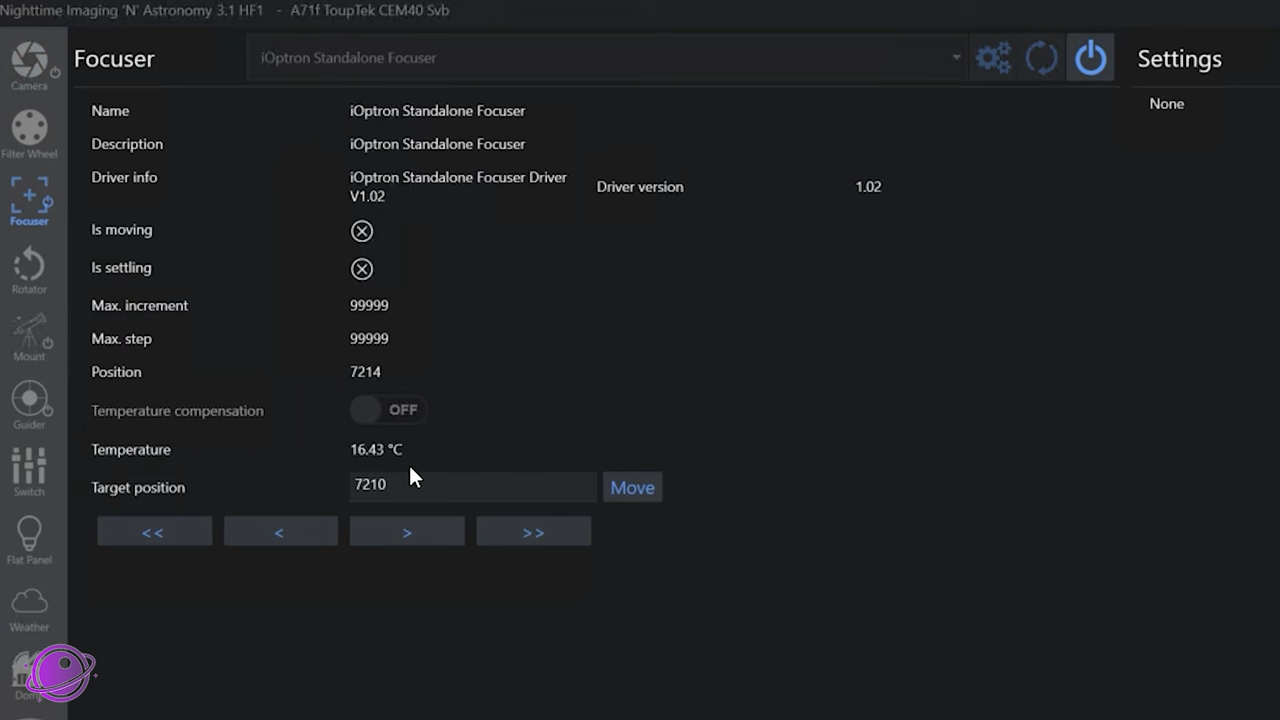 Nighttime Imaging 'N' Astronomy 3.1 HF1 - A71f ToupTek CEM40 Svb
Camera
Filter Wheel
Focuser
Rotator
Mount
Guider
Switch
Flat Panel
Weather
Focuser
iOptron Standalone Focuser
Name iOptron Standalone Focuser
Description iOptron Standalone Focuser
Driver info iOptron Standalone Focuser Driver
V1.02
Driver version 1.02
Is moving
Is settling
Max. increment 99999
Max. step 99999
Position 7214
Temperature compensation OFF
Temperature 16.43 °C
Target position 7210 Move
<< < > >>
Settings
None